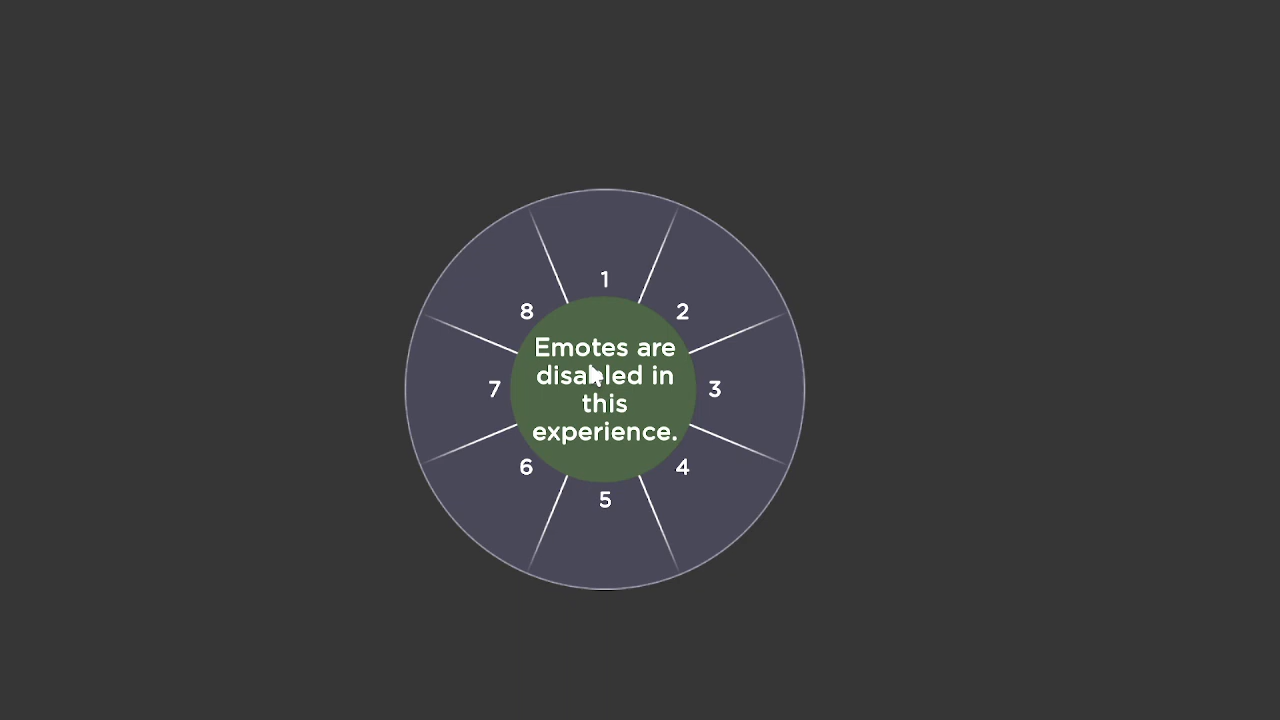 1
8
2
Emotes are
disabled in
7
3
this
experience.
6
4
5